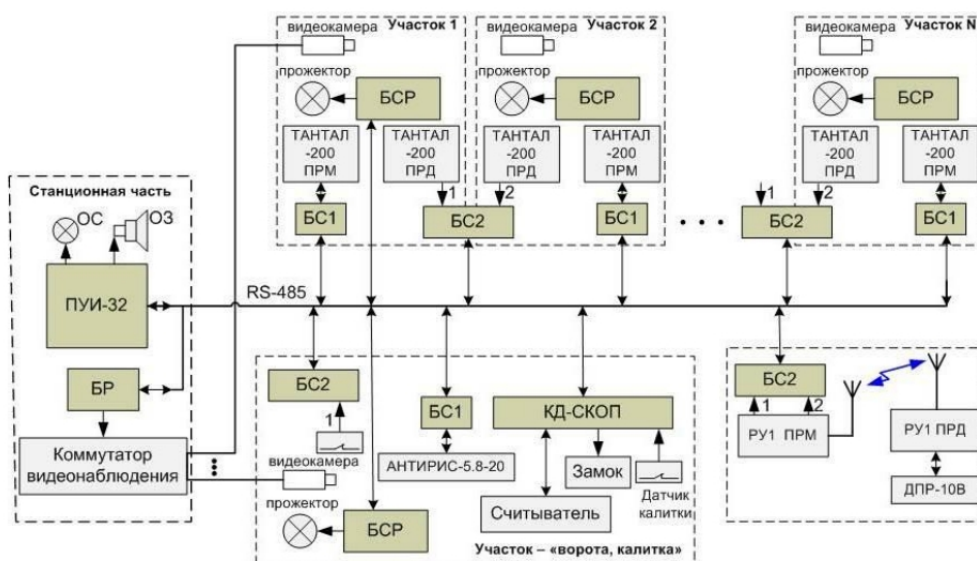 видеокамера
Участок 1
прожектор
БСР
ТАНТАЛ
-200
ПРМ
ТАНТАЛ
-200
ПРД
1
БС1
БС2
видеокамера
Участок 2
прожектор
БСР
ТАНТАЛ
-200
ПРД
ТАНТАЛ
-200
ПРМ
2
БС1
видеокамера
Участок N
прожектор
БСР
ТАНТАЛ
-200
ПРД
ТАНТАЛ
-200
ПРМ
1
2
БС2
БС1
Станционная часть
ОС
ОЗ
ПУИ-32
БР
Коммутатор
видеонаблюдения
RS-485
БС2
1
видеокамера
прожектор
БСР
БС1
АНТИРИС-5.8-20
КД-СКОП
Считыватель
Замок
Датчик
калитки
Участок – «ворота, калитка»
БС2
1
2
РУ1 ПРМ
РУ1 ПРД
ДПР-10В